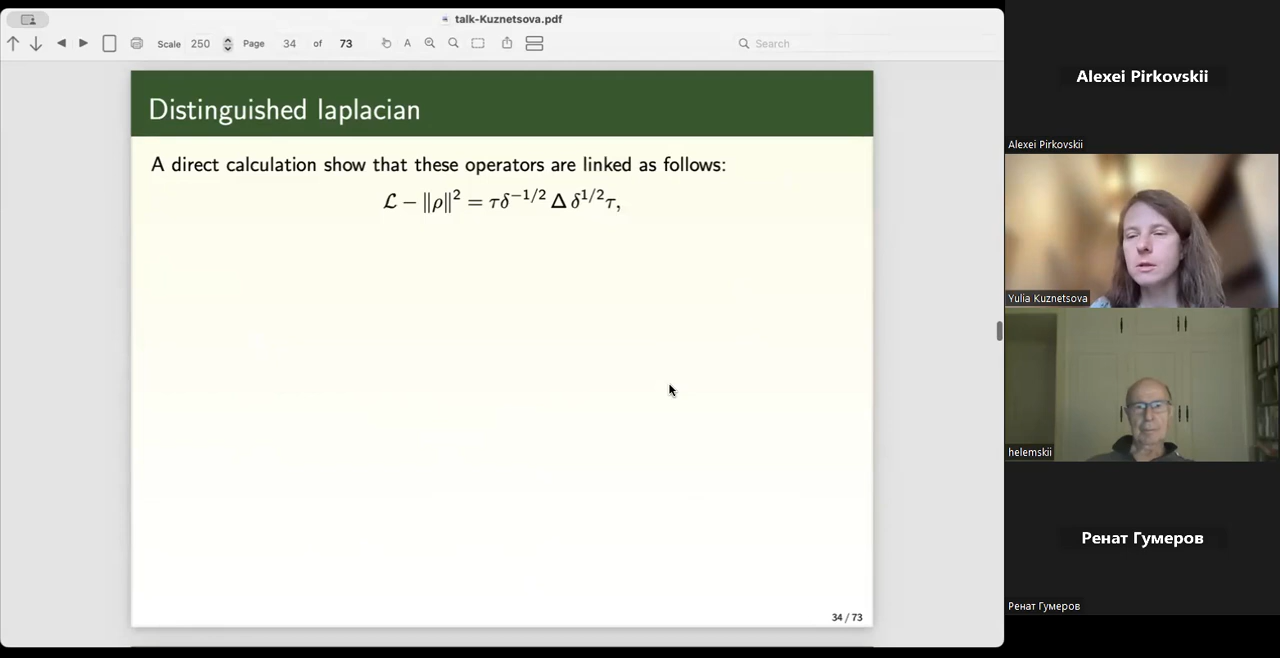 talk-Kuznetsova.pdf
Scale 250 Page 34 of 73 A Search
Distinguished laplacian
A direct calculation show that these operators are linked as follows:
ℒ − ‖ρ‖² = τδ^{−1/2} Δ δ^{1/2}τ,
34 / 73
Alexei Pirkovskii
Alexei Pirkovskii
Yulia Kuznetsova
helemskii
Ренат Гумеров
Ренат Гумеров